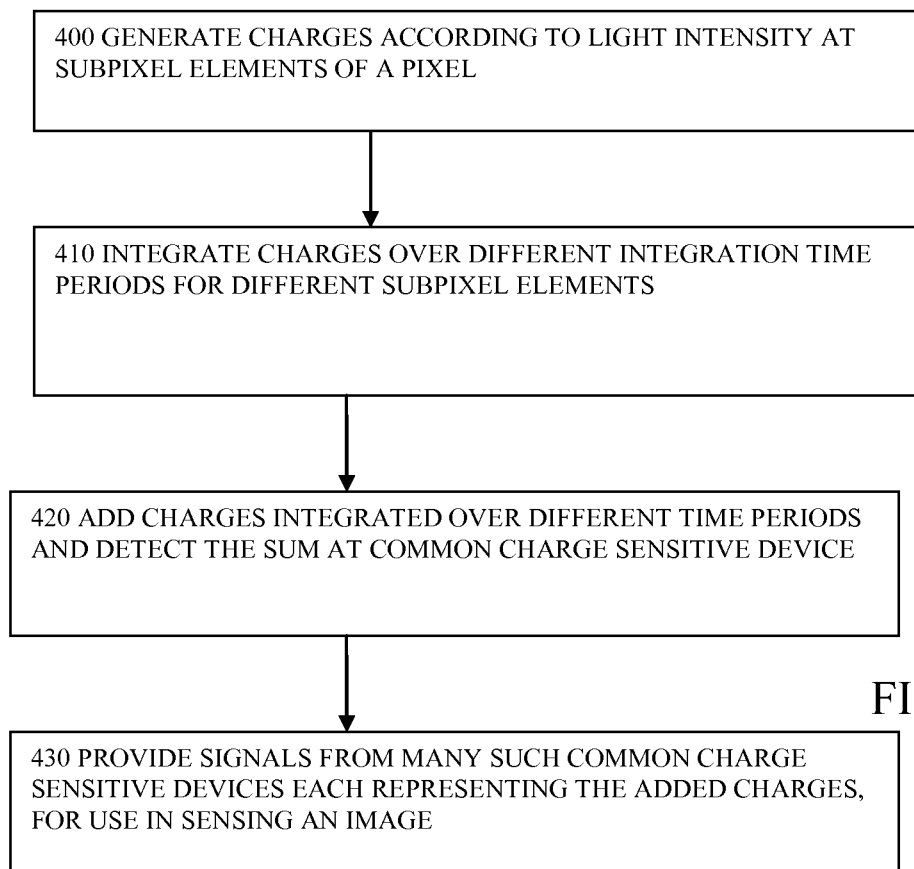 400 GENERATE CHARGES ACCORDING TO LIGHT INTENSITY AT
SUBPIXEL ELEMENTS OF A PIXEL
410 INTEGRATE CHARGES OVER DIFFERENT INTEGRATION TIME
PERIODS FOR DIFFERENT SUBPIXEL ELEMENTS
420 ADD CHARGES INTEGRATED OVER DIFFERENT TIME PERIODS
AND DETECT THE SUM AT COMMON CHARGE SENSITIVE DEVICE
FI
430 PROVIDE SIGNALS FROM MANY SUCH COMMON CHARGE
SENSITIVE DEVICES EACH REPRESENTING THE ADDED CHARGES,
FOR USE IN SENSING AN IMAGE